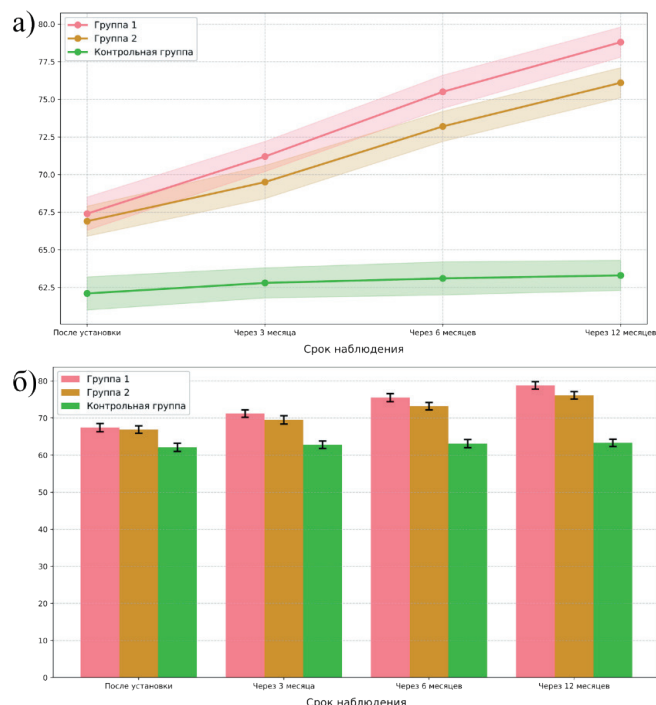 а)
80.0
77.5
75.0
72.5
70.0
67.5
65.0
62.5
Группа 1
Группа 2
Контрольная группа
После установки
Через 3 месяца
Через 6 месяцев
Через 12 месяцев
Срок наблюдения
б)
80
70
60
50
40
30
20
10
0
Группа 1
Группа 2
Контрольная группа
После установки
Через 3 месяца
Через 6 месяцев
Через 12 месяцев
Срок наблюдения